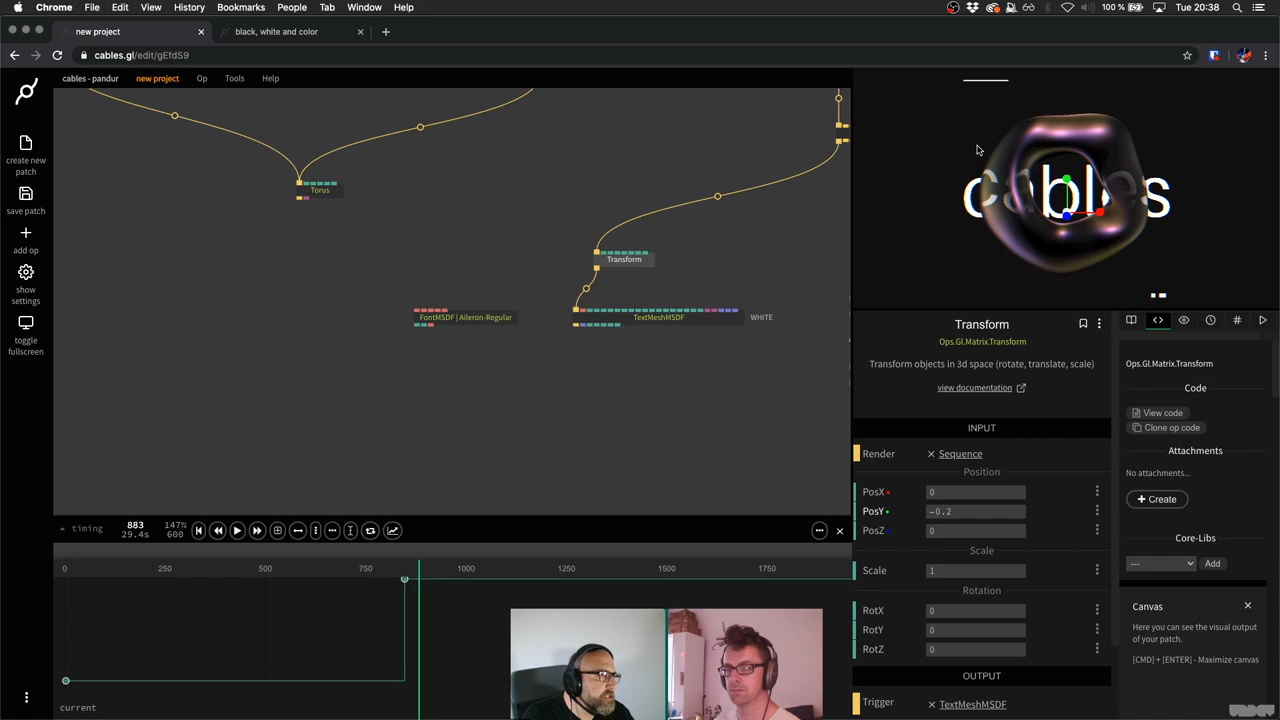 Chrome File Edit View History Bookmarks People Tab Window Help 100 % Tue 20:38
new project black, white and color
cables.gl/edit/gEfdS9
cables - pandur new project Op Tools Help
create new
patch
save patch
add op
show
settings
toggle
fullscreen
Torus
Transform
FontMSDF | Aileron-Regular
TextMeshMSDF
WHITE
cables
timing 883 29.4s 147% 600
0 250 500 750 1000 1250 1500 1750
current
Transform
Ops.Gl.Matrix.Transform
Transform objects in 3d space (rotate, translate, scale)
view documentation
INPUT
Render × Sequence
Position
PosX 0
PosY -0.2
PosZ 0
Scale
Scale 1
Rotation
RotX 0
RotY 0
RotZ 0
OUTPUT
Trigger × TextMeshMSDF
Ops.Gl.Matrix.Transform
Code
View code
Clone op code
Attachments
No attachments...
+ Create
Core-Libs
--- Add
Canvas
Here you can see the visual output
of your patch.
[CMD] + [ENTER] - Maximize canvas